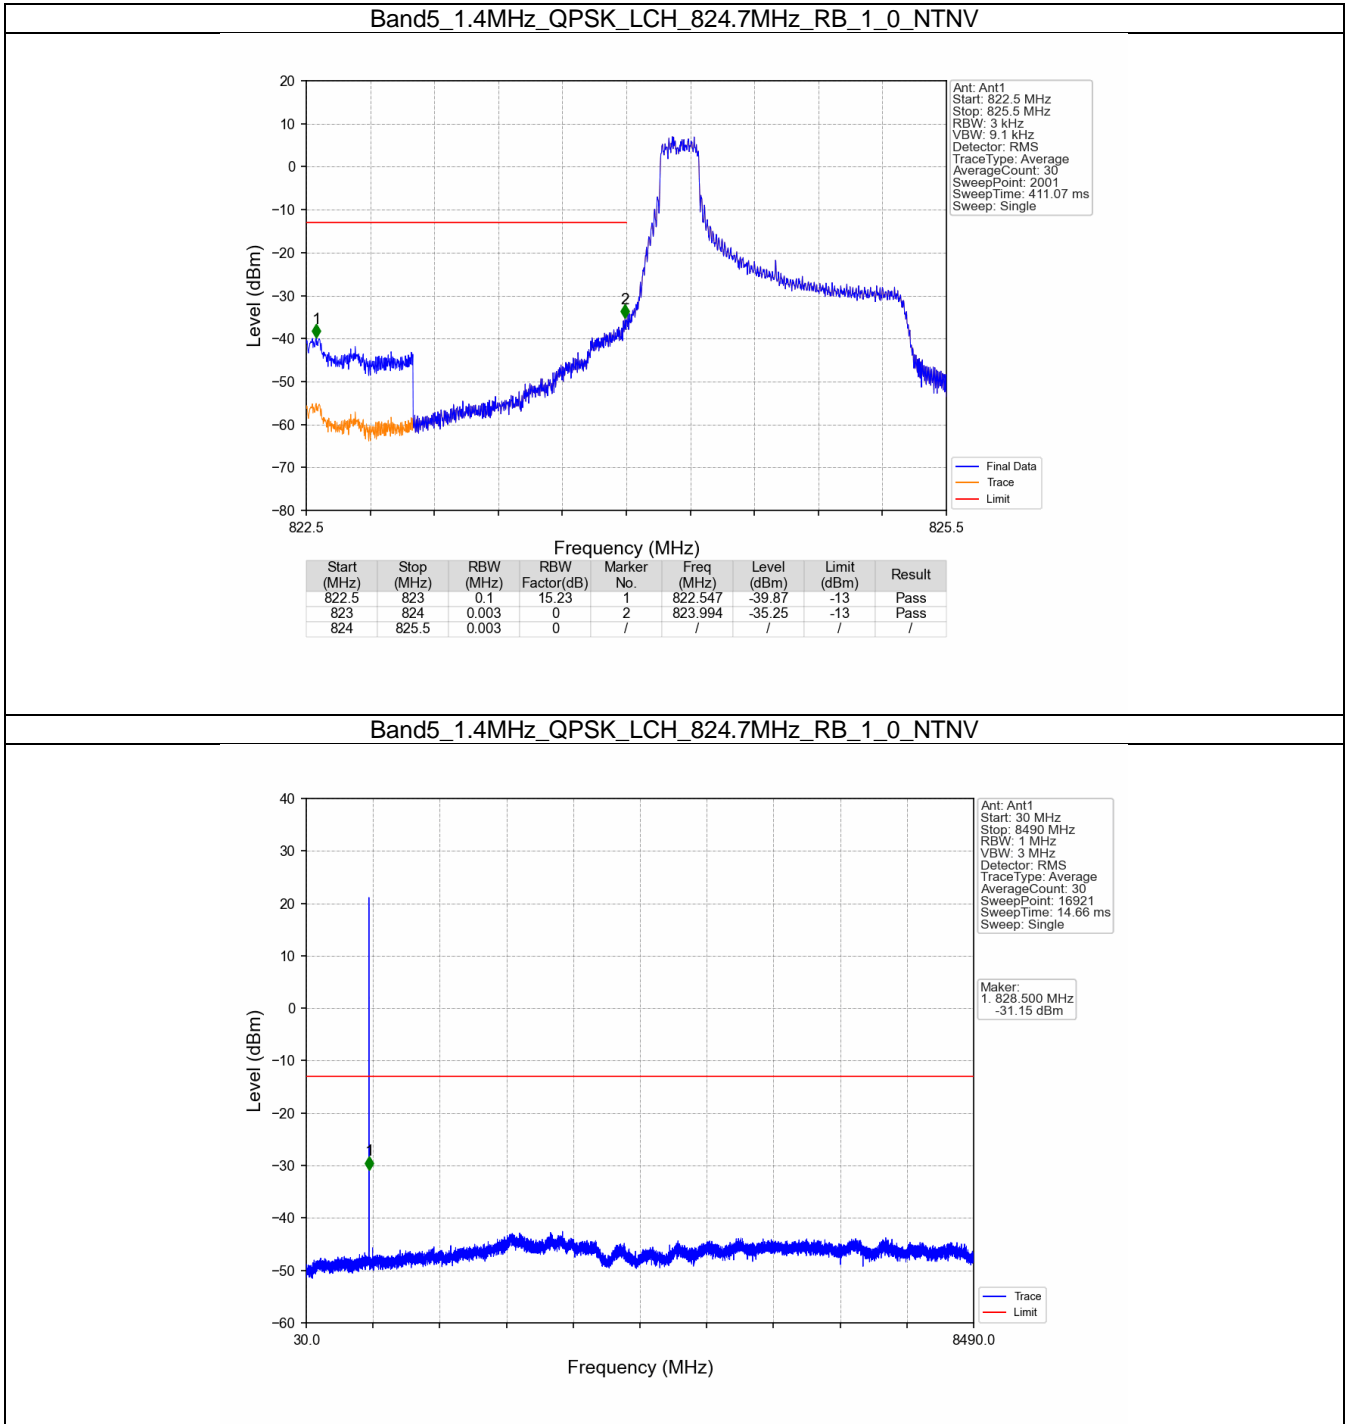 Band5_1.4MHz_QPSK_LCH_824.7MHz_RB_1_0_NTNV
20
10
0
−10
−20
−30
−40
−50
−60
−70
−80
Level (dBm)
1
2
822.5
825.5
Frequency (MHz)
Ant: Ant1
Start: 822.5 MHz
Stop: 825.5 MHz
RBW: 3 kHz
VBW: 9.1 kHz
Detector: RMS
TraceType: Average
AverageCount: 30
SweepPoint: 2001
SweepTime: 411.07 ms
Sweep: Single
Final Data
Trace
Limit
Start (MHz) Stop (MHz) RBW (MHz) RBW Factor(dB) Marker No. Freq (MHz) Level (dBm) Limit (dBm) Result
822.5 823 0.1 15.23 1 822.547 -39.87 -13 Pass
823 824 0.003 0 2 823.994 -35.25 -13 Pass
824 825.5 0.003 0 / / / / /
Band5_1.4MHz_QPSK_LCH_824.7MHz_RB_1_0_NTNV
40
30
20
10
0
−10
−20
−30
−40
−50
−60
Level (dBm)
1
30.0
8490.0
Frequency (MHz)
Ant: Ant1
Start: 30 MHz
Stop: 8490 MHz
RBW: 1 MHz
VBW: 3 MHz
Detector: RMS
TraceType: Average
AverageCount: 30
SweepPoint: 16921
SweepTime: 14.66 ms
Sweep: Single
Maker:
1. 828.500 MHz
-31.15 dBm
Trace
Limit